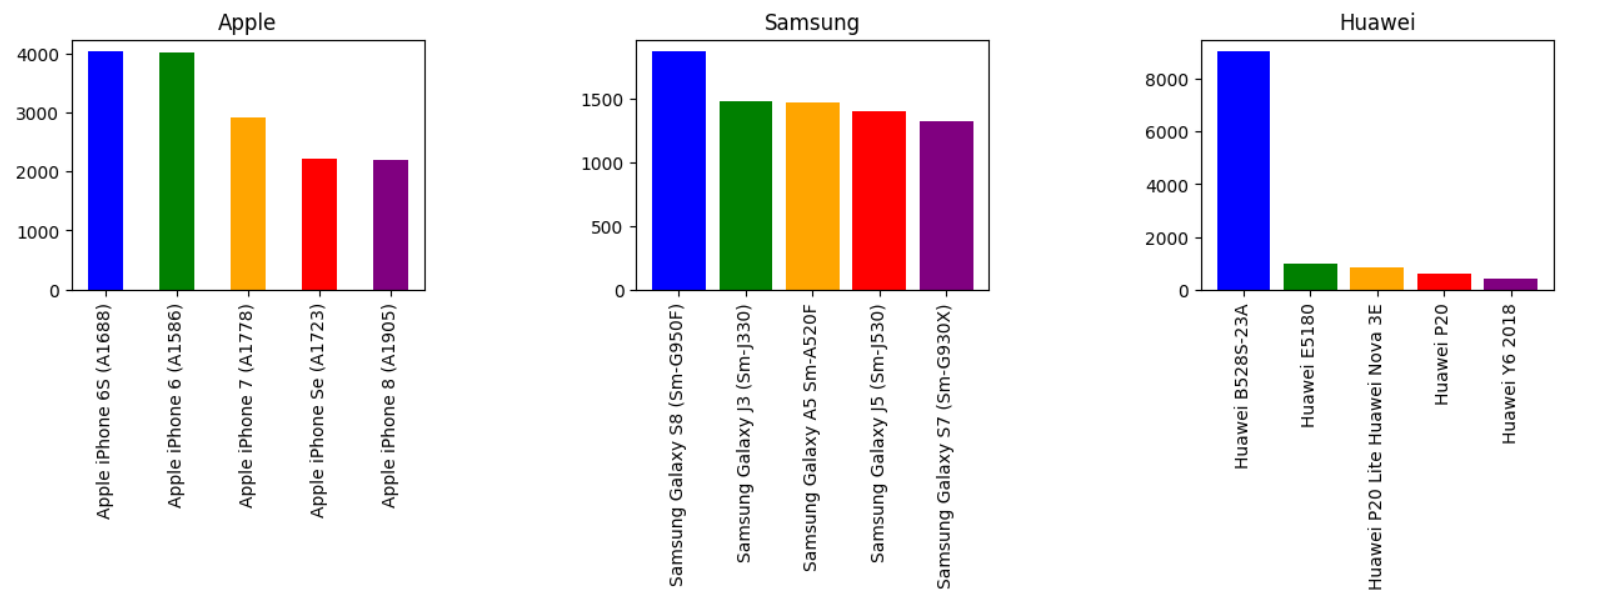 Apple
4000
3000
2000
1000
0
Apple iPhone 6S (A1688)
Apple iPhone 6 (A1586)
Apple iPhone 7 (A1778)
Apple iPhone Se (A1723)
Apple iPhone 8 (A1905)
Samsung
1500
1000
500
0
Samsung Galaxy S8 (Sm-G950F)
Samsung Galaxy J3 (Sm-J330)
Samsung Galaxy A5 Sm-A520F
Samsung Galaxy J5 (Sm-J530)
Samsung Galaxy S7 (Sm-G930X)
Huawei
8000
6000
4000
2000
0
Huawei B528S-23A
Huawei E5180
Huawei P20 Lite Huawei Nova 3E
Huawei P20
Huawei Y6 2018